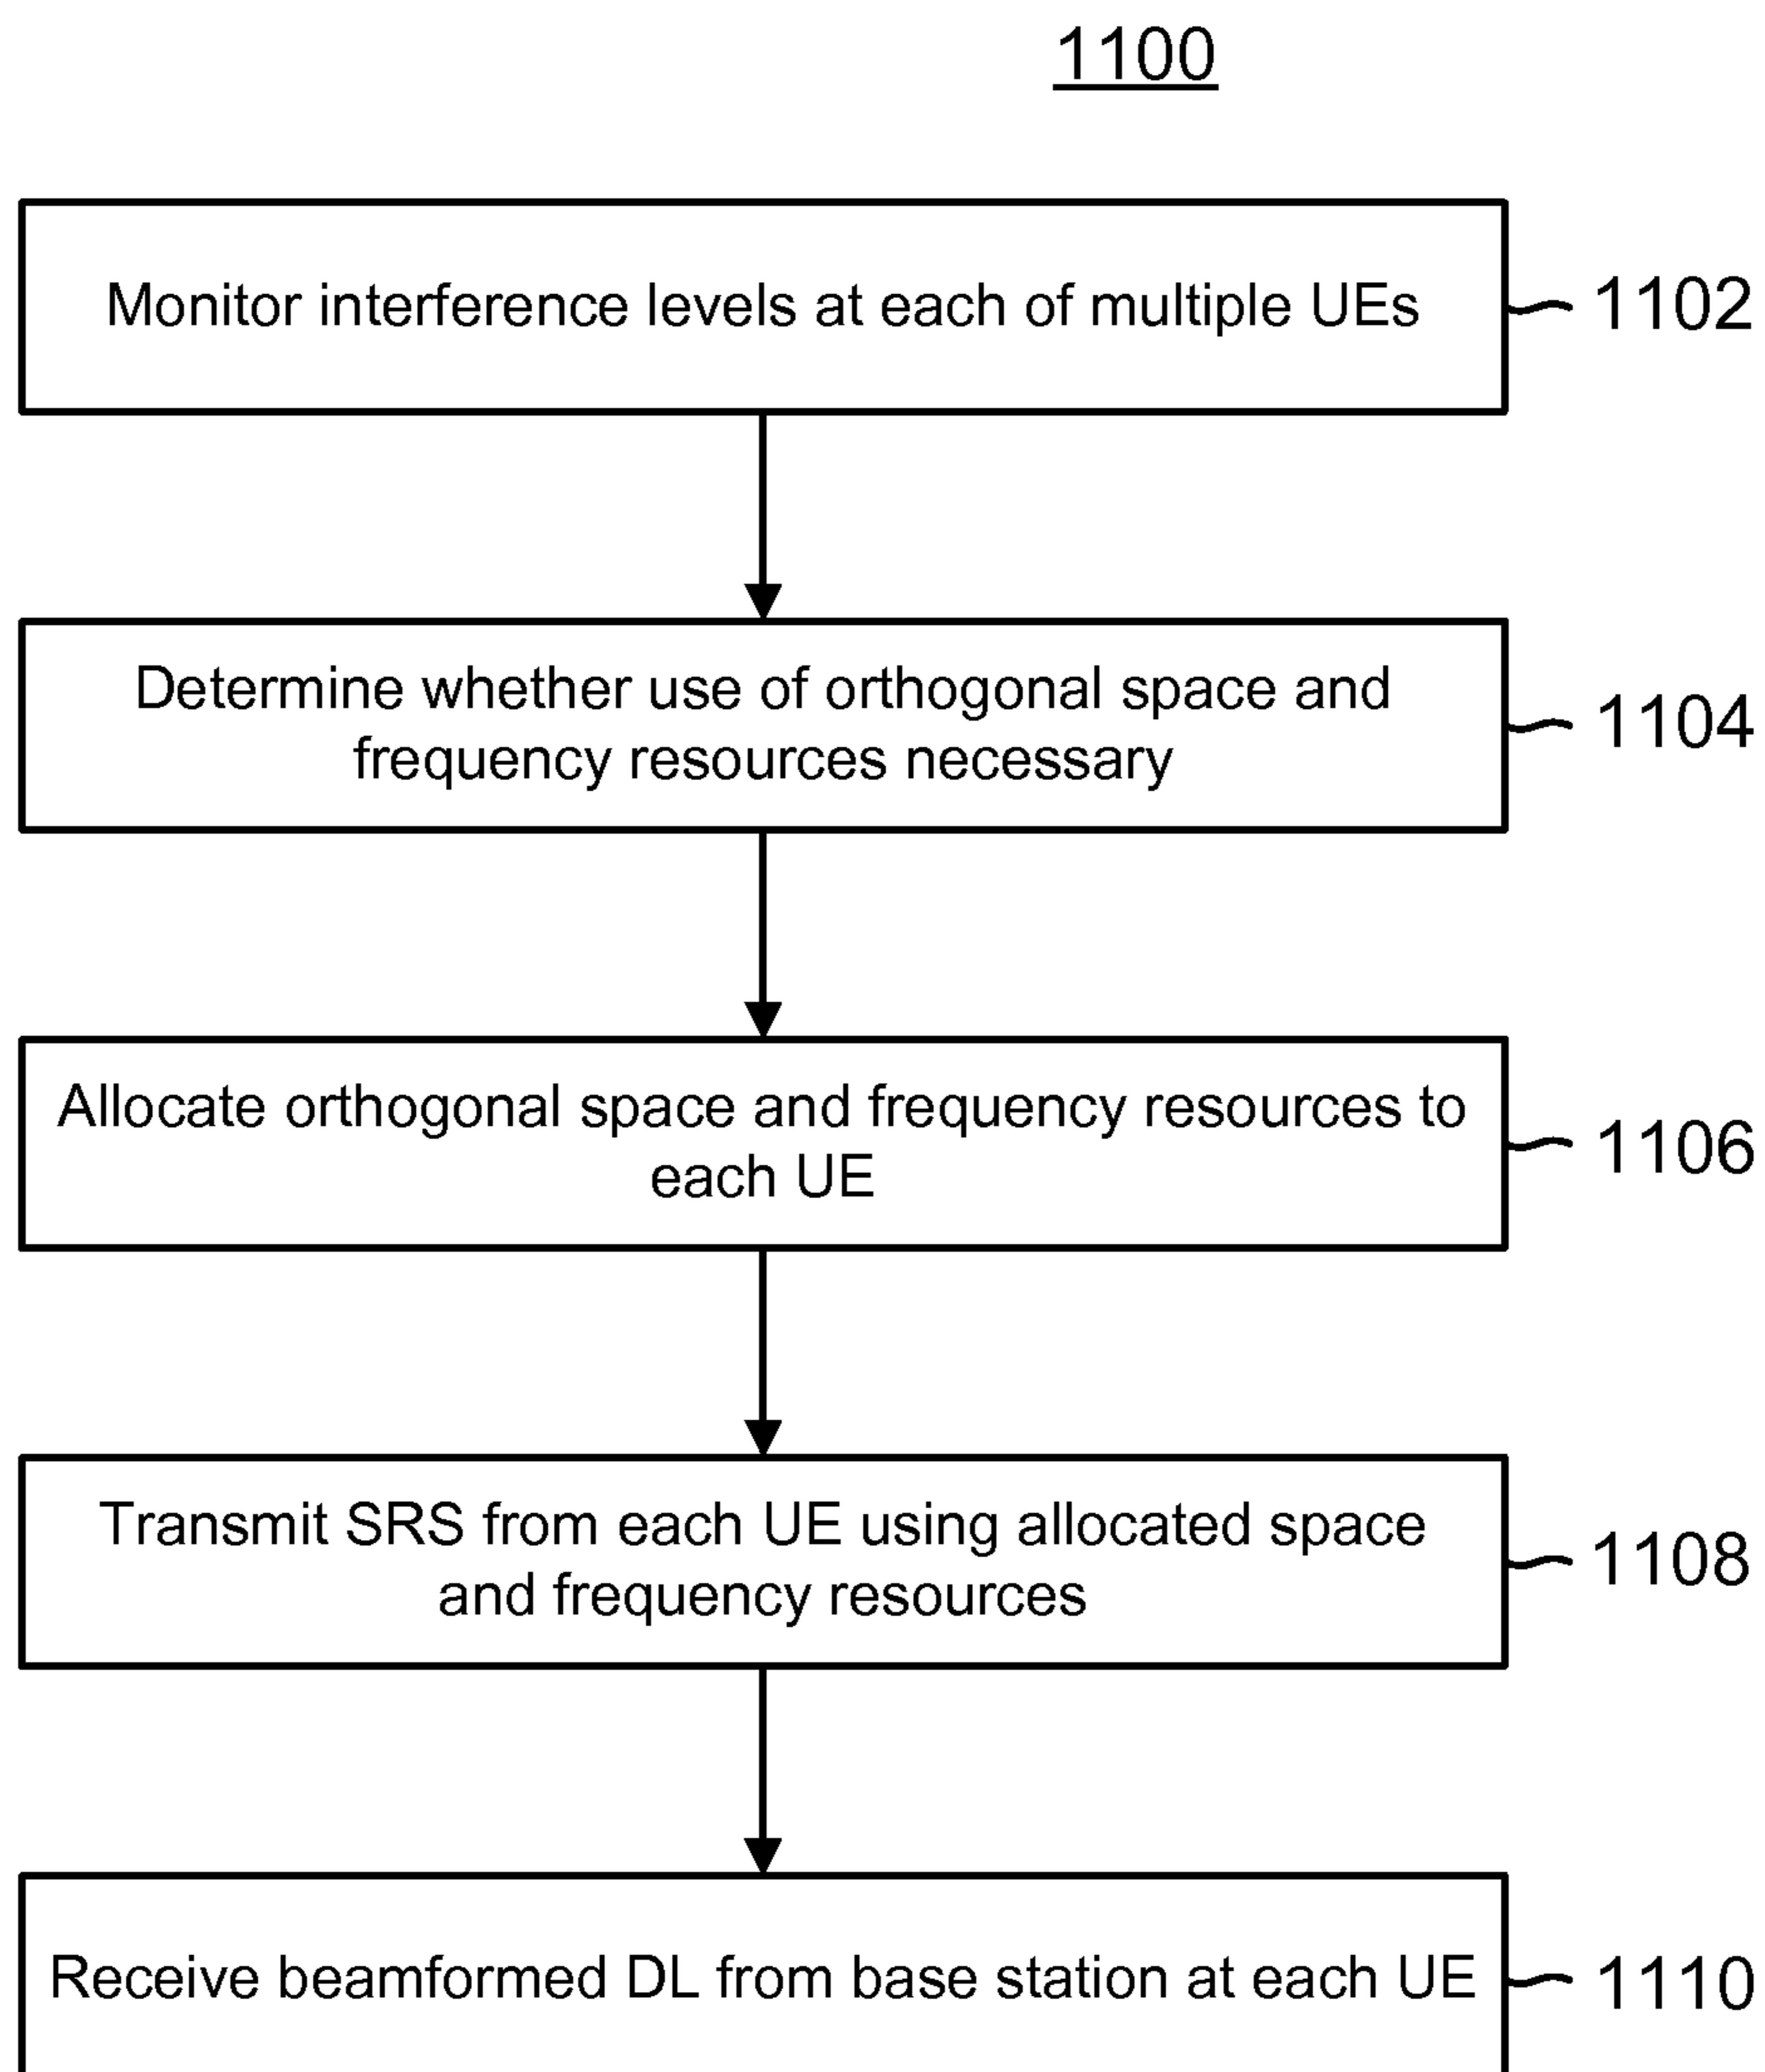 1100
Monitor interference levels at each of multiple UEs
1102
Determine whether use of orthogonal space and
frequency resources necessary
1104
Allocate orthogonal space and frequency resources to
each UE
1106
Transmit SRS from each UE using allocated space
and frequency resources
1108
Receive beamformed DL from base station at each UE
1110